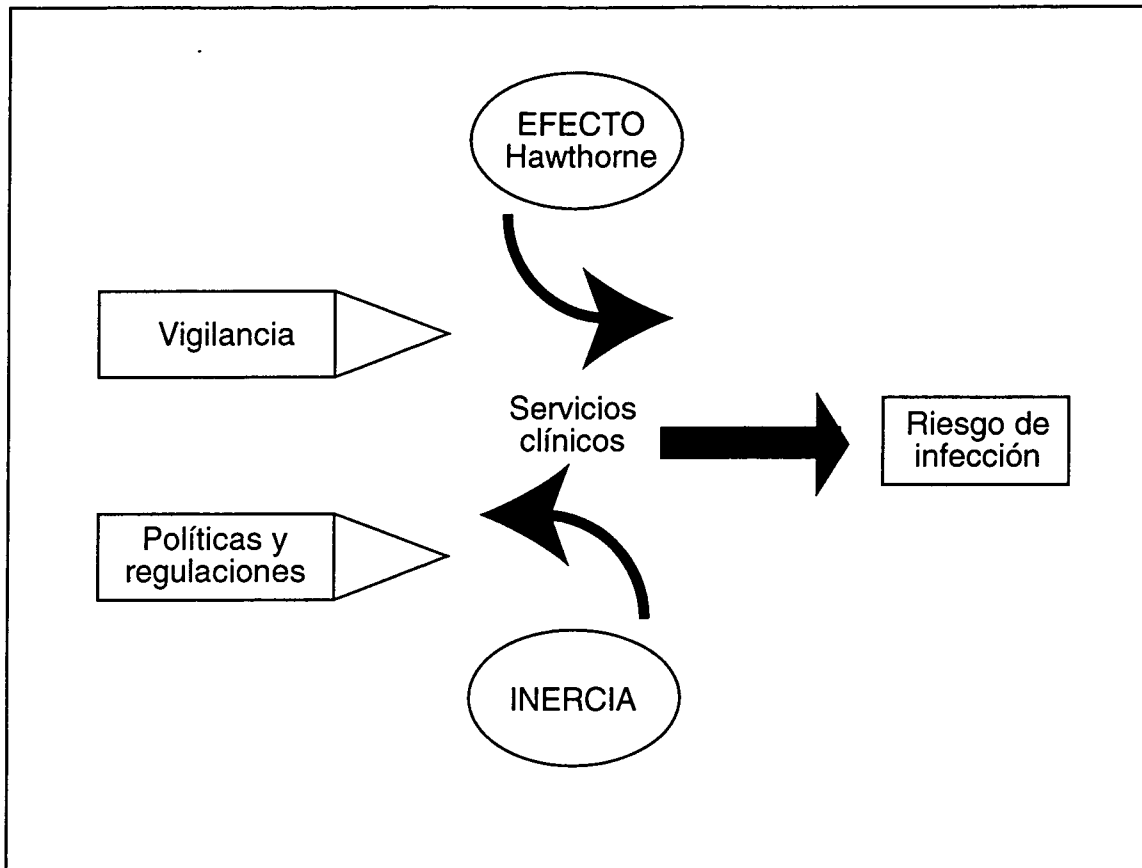 EFECTO
Hawthorne
Vigilancia
Servicios
clínicos
Riesgo de
infección
Políticas y
regulaciones
INERCIA